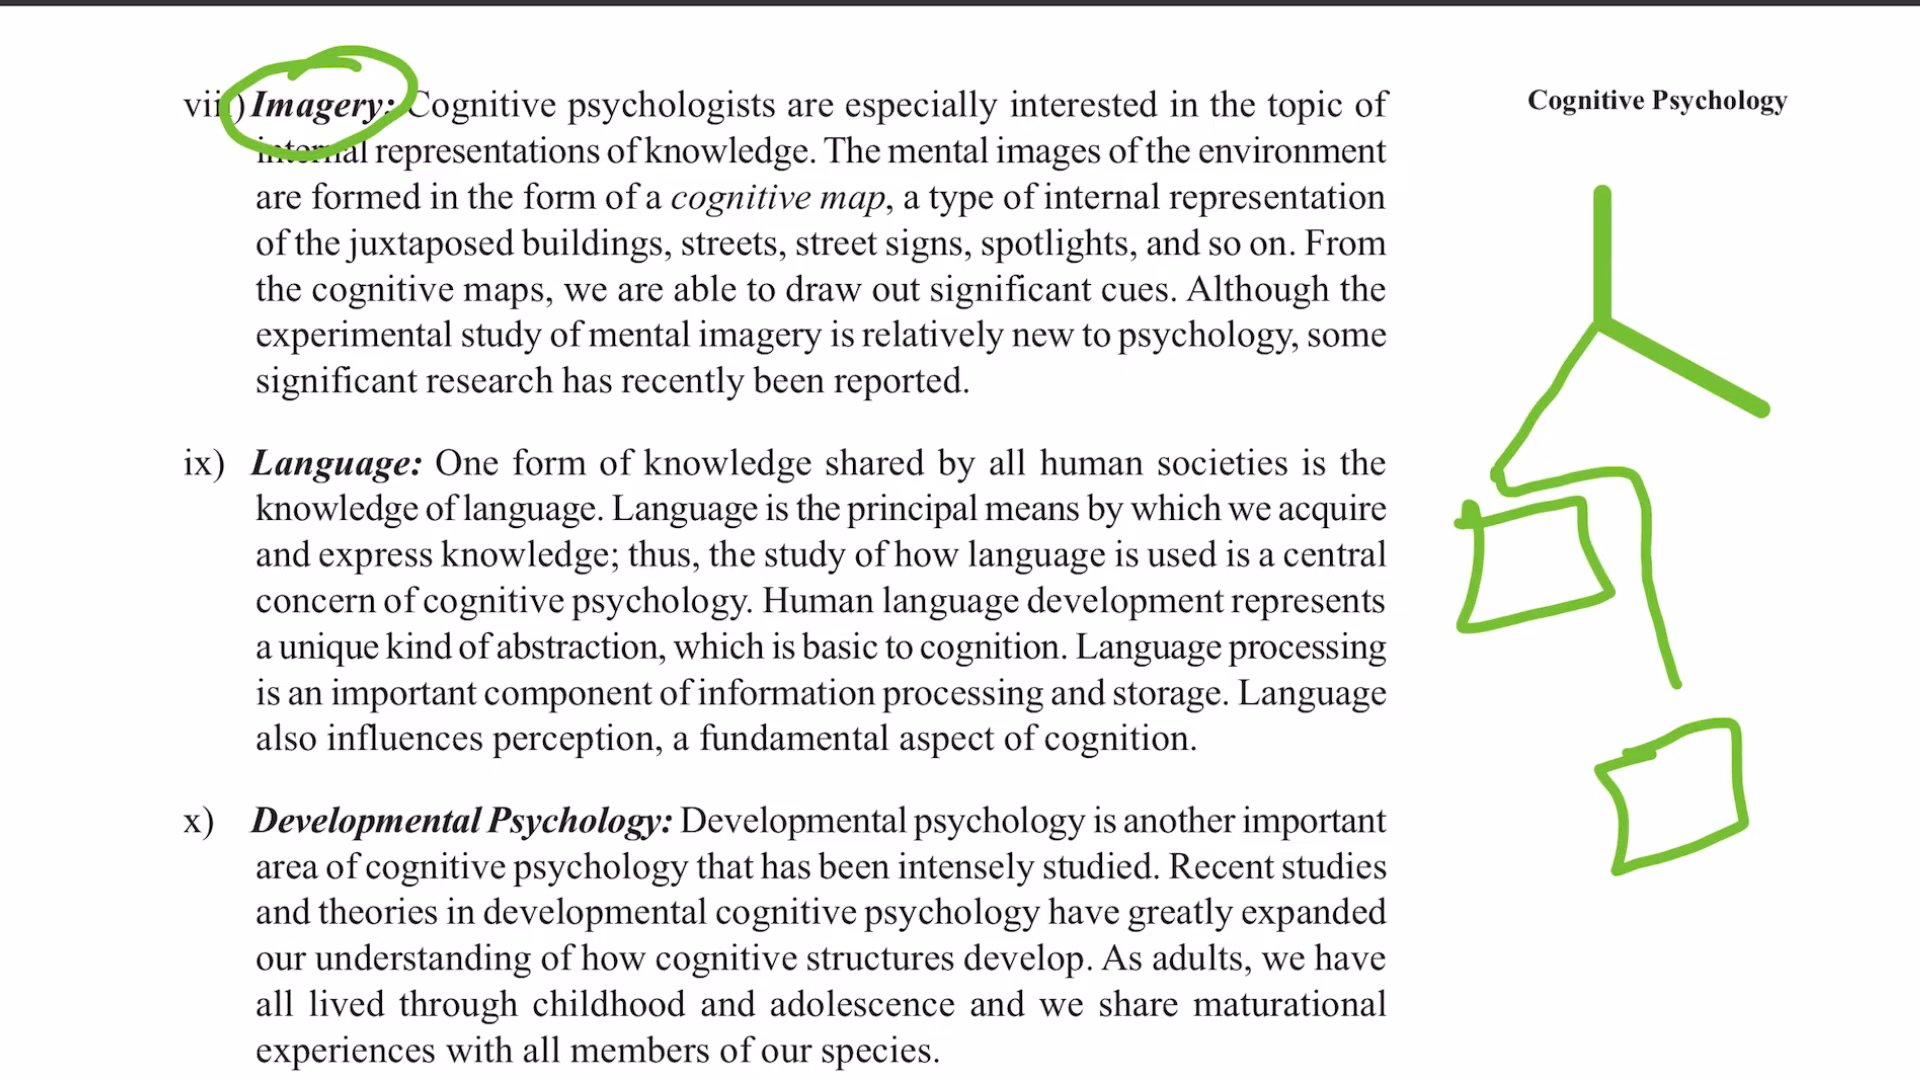 viii) Imagery: Cognitive psychologists are especially interested in the topic of
internal representations of knowledge. The mental images of the environment
are formed in the form of a cognitive map, a type of internal representation
of the juxtaposed buildings, streets, street signs, spotlights, and so on. From
the cognitive maps, we are able to draw out significant cues. Although the
experimental study of mental imagery is relatively new to psychology, some
significant research has recently been reported.
Cognitive Psychology
ix) Language: One form of knowledge shared by all human societies is the
knowledge of language. Language is the principal means by which we acquire
and express knowledge; thus, the study of how language is used is a central
concern of cognitive psychology. Human language development represents
a unique kind of abstraction, which is basic to cognition. Language processing
is an important component of information processing and storage. Language
also influences perception, a fundamental aspect of cognition.
x) Developmental Psychology: Developmental psychology is another important
area of cognitive psychology that has been intensely studied. Recent studies
and theories in developmental cognitive psychology have greatly expanded
our understanding of how cognitive structures develop. As adults, we have
all lived through childhood and adolescence and we share maturational
experiences with all members of our species.